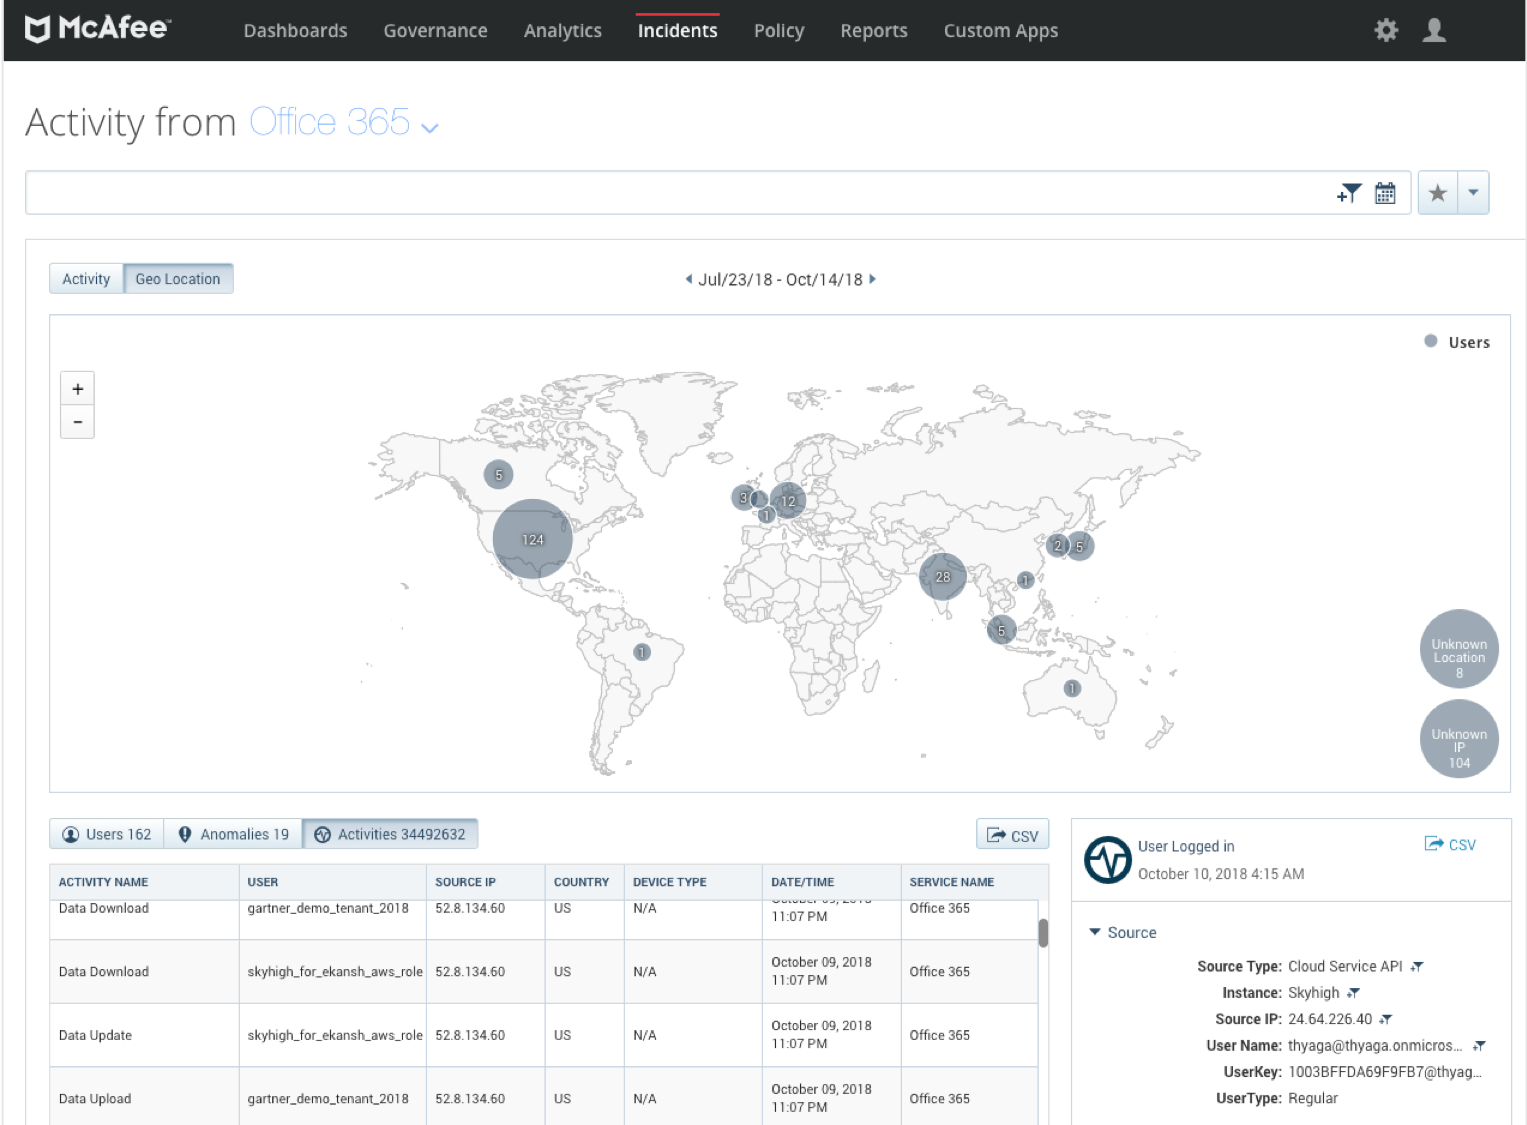 McAfee™
Dashboards Governance Analytics Incidents Policy Reports Custom Apps
Activity from Office 365
Activity Geo Location
Jul/23/18 - Oct/14/18
Users
+
-
5
124
3
1
12
2
5
28
1
5
1
1
Unknown
Location
8
Unknown
IP
104
Users 162 Anomalies 19 Activities 34492632
CSV
ACTIVITY NAME USER SOURCE IP COUNTRY DEVICE TYPE DATE/TIME SERVICE NAME
Data Download gartner_demo_tenant_2018 52.8.134.60 US N/A October 09, 2018 11:07 PM Office 365
Data Download skyhigh_for_ekansh_aws_role 52.8.134.60 US N/A October 09, 2018 11:07 PM Office 365
Data Update skyhigh_for_ekansh_aws_role 52.8.134.60 US N/A October 09, 2018 11:07 PM Office 365
Data Upload gartner_demo_tenant_2018 52.8.134.60 US N/A October 09, 2018 11:07 PM Office 365
User Logged in
CSV
October 10, 2018 4:15 AM
Source
Source Type: Cloud Service API
Instance: Skyhigh
Source IP: 24.64.226.40
User Name: thyaga@thyaga.onmicros...
UserKey: 1003BFFDA69F9FB7@thyag...
UserType: Regular